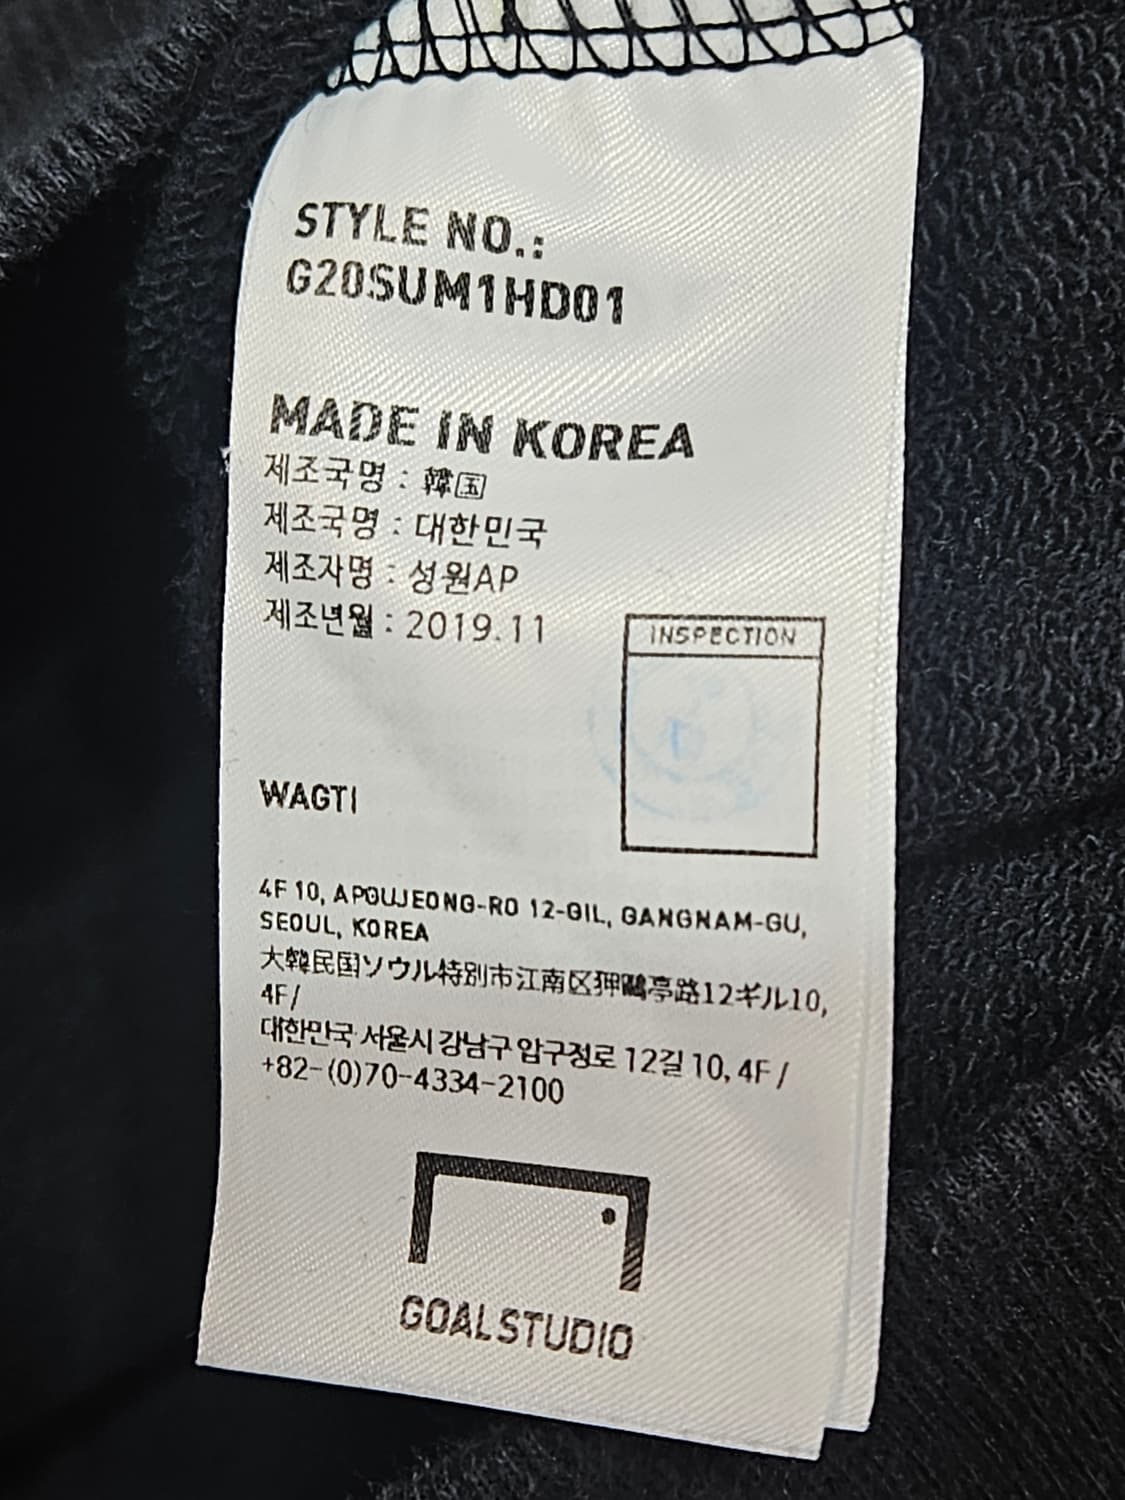 STYLE NO.:
G20SUM1HD01
MADE IN KOREA
제조국명 : 韓国
제조국명 : 대한민국
제조자명 : 성원AP
제조년월 : 2019.11
INSPECTION
WAGTI
4F 10, APGUJEONG-RO 12-GIL, GANGNAM-GU,
SEOUL, KOREA
大韓民国ソウル特別市江南区狎鷗亭路12ギル10,
4F/
대한민국 서울시 강남구 압구정로 12길 10, 4F /
+82-(0)70-4334-2100
GOALSTUDIO